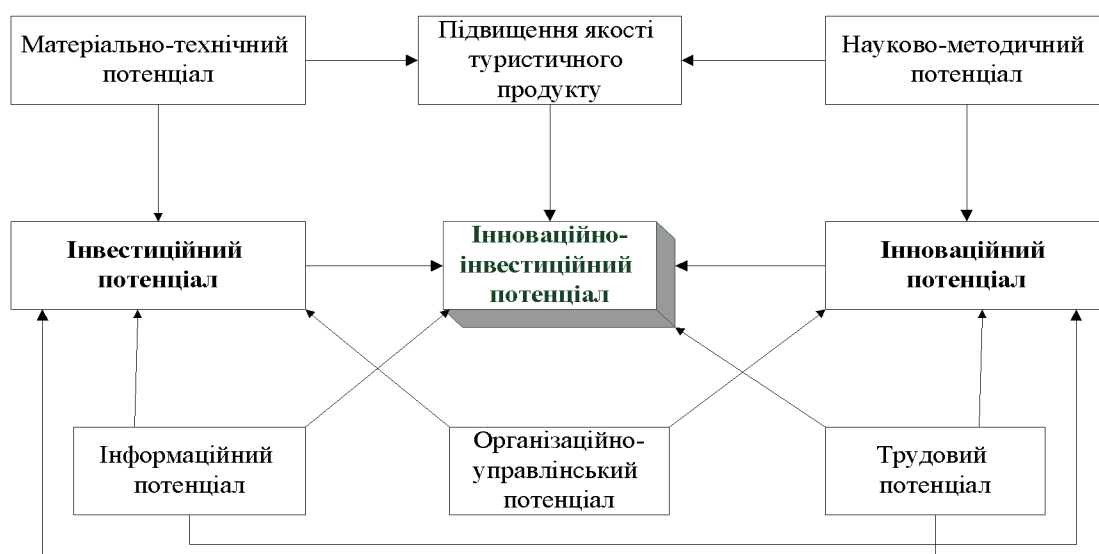 Матеріально-технічний
потенціал
Підвищення якості
туристичного
продукту
Науково-методичний
потенціал
Інвестиційний
потенціал
Інноваційно-
інвестиційний
потенціал
Інноваційний
потенціал
Інформаційний
потенціал
Організаційно-
управлінський
потенціал
Трудовий
потенціал